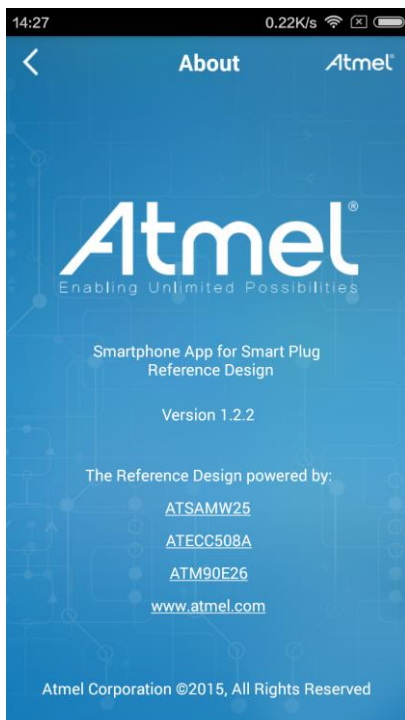 14:27 0.22K/s
About Atmel
Atmel®
Enabling Unlimited Possibilities
Smartphone App for Smart Plug
Reference Design
Version 1.2.2
The Reference Design powered by:
ATSAMW25
ATECC508A
ATM90E26
www.atmel.com
Atmel Corporation ©2015, All Rights Reserved